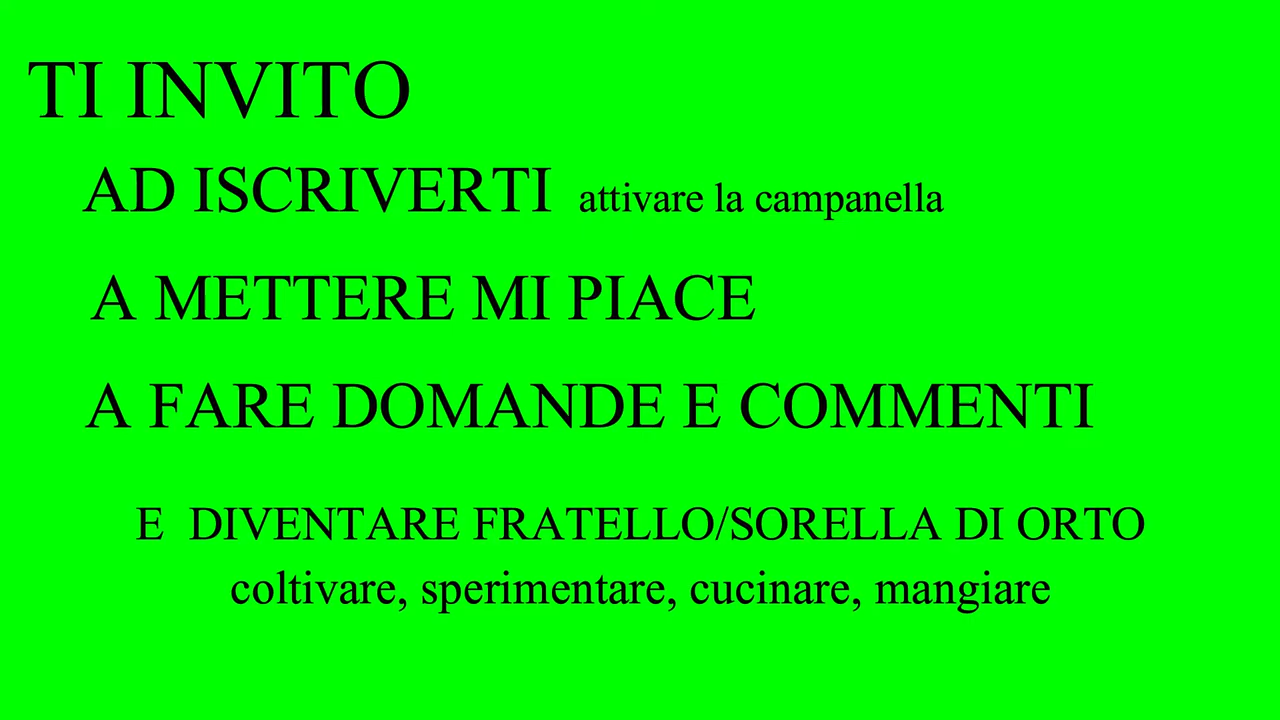 TI INVITO
AD ISCRIVERTI attivare la campanella
A METTERE MI PIACE
A FARE DOMANDE E COMMENTI
E DIVENTARE FRATELLO/SORELLA DI ORTO
coltivare, sperimentare, cucinare, mangiare